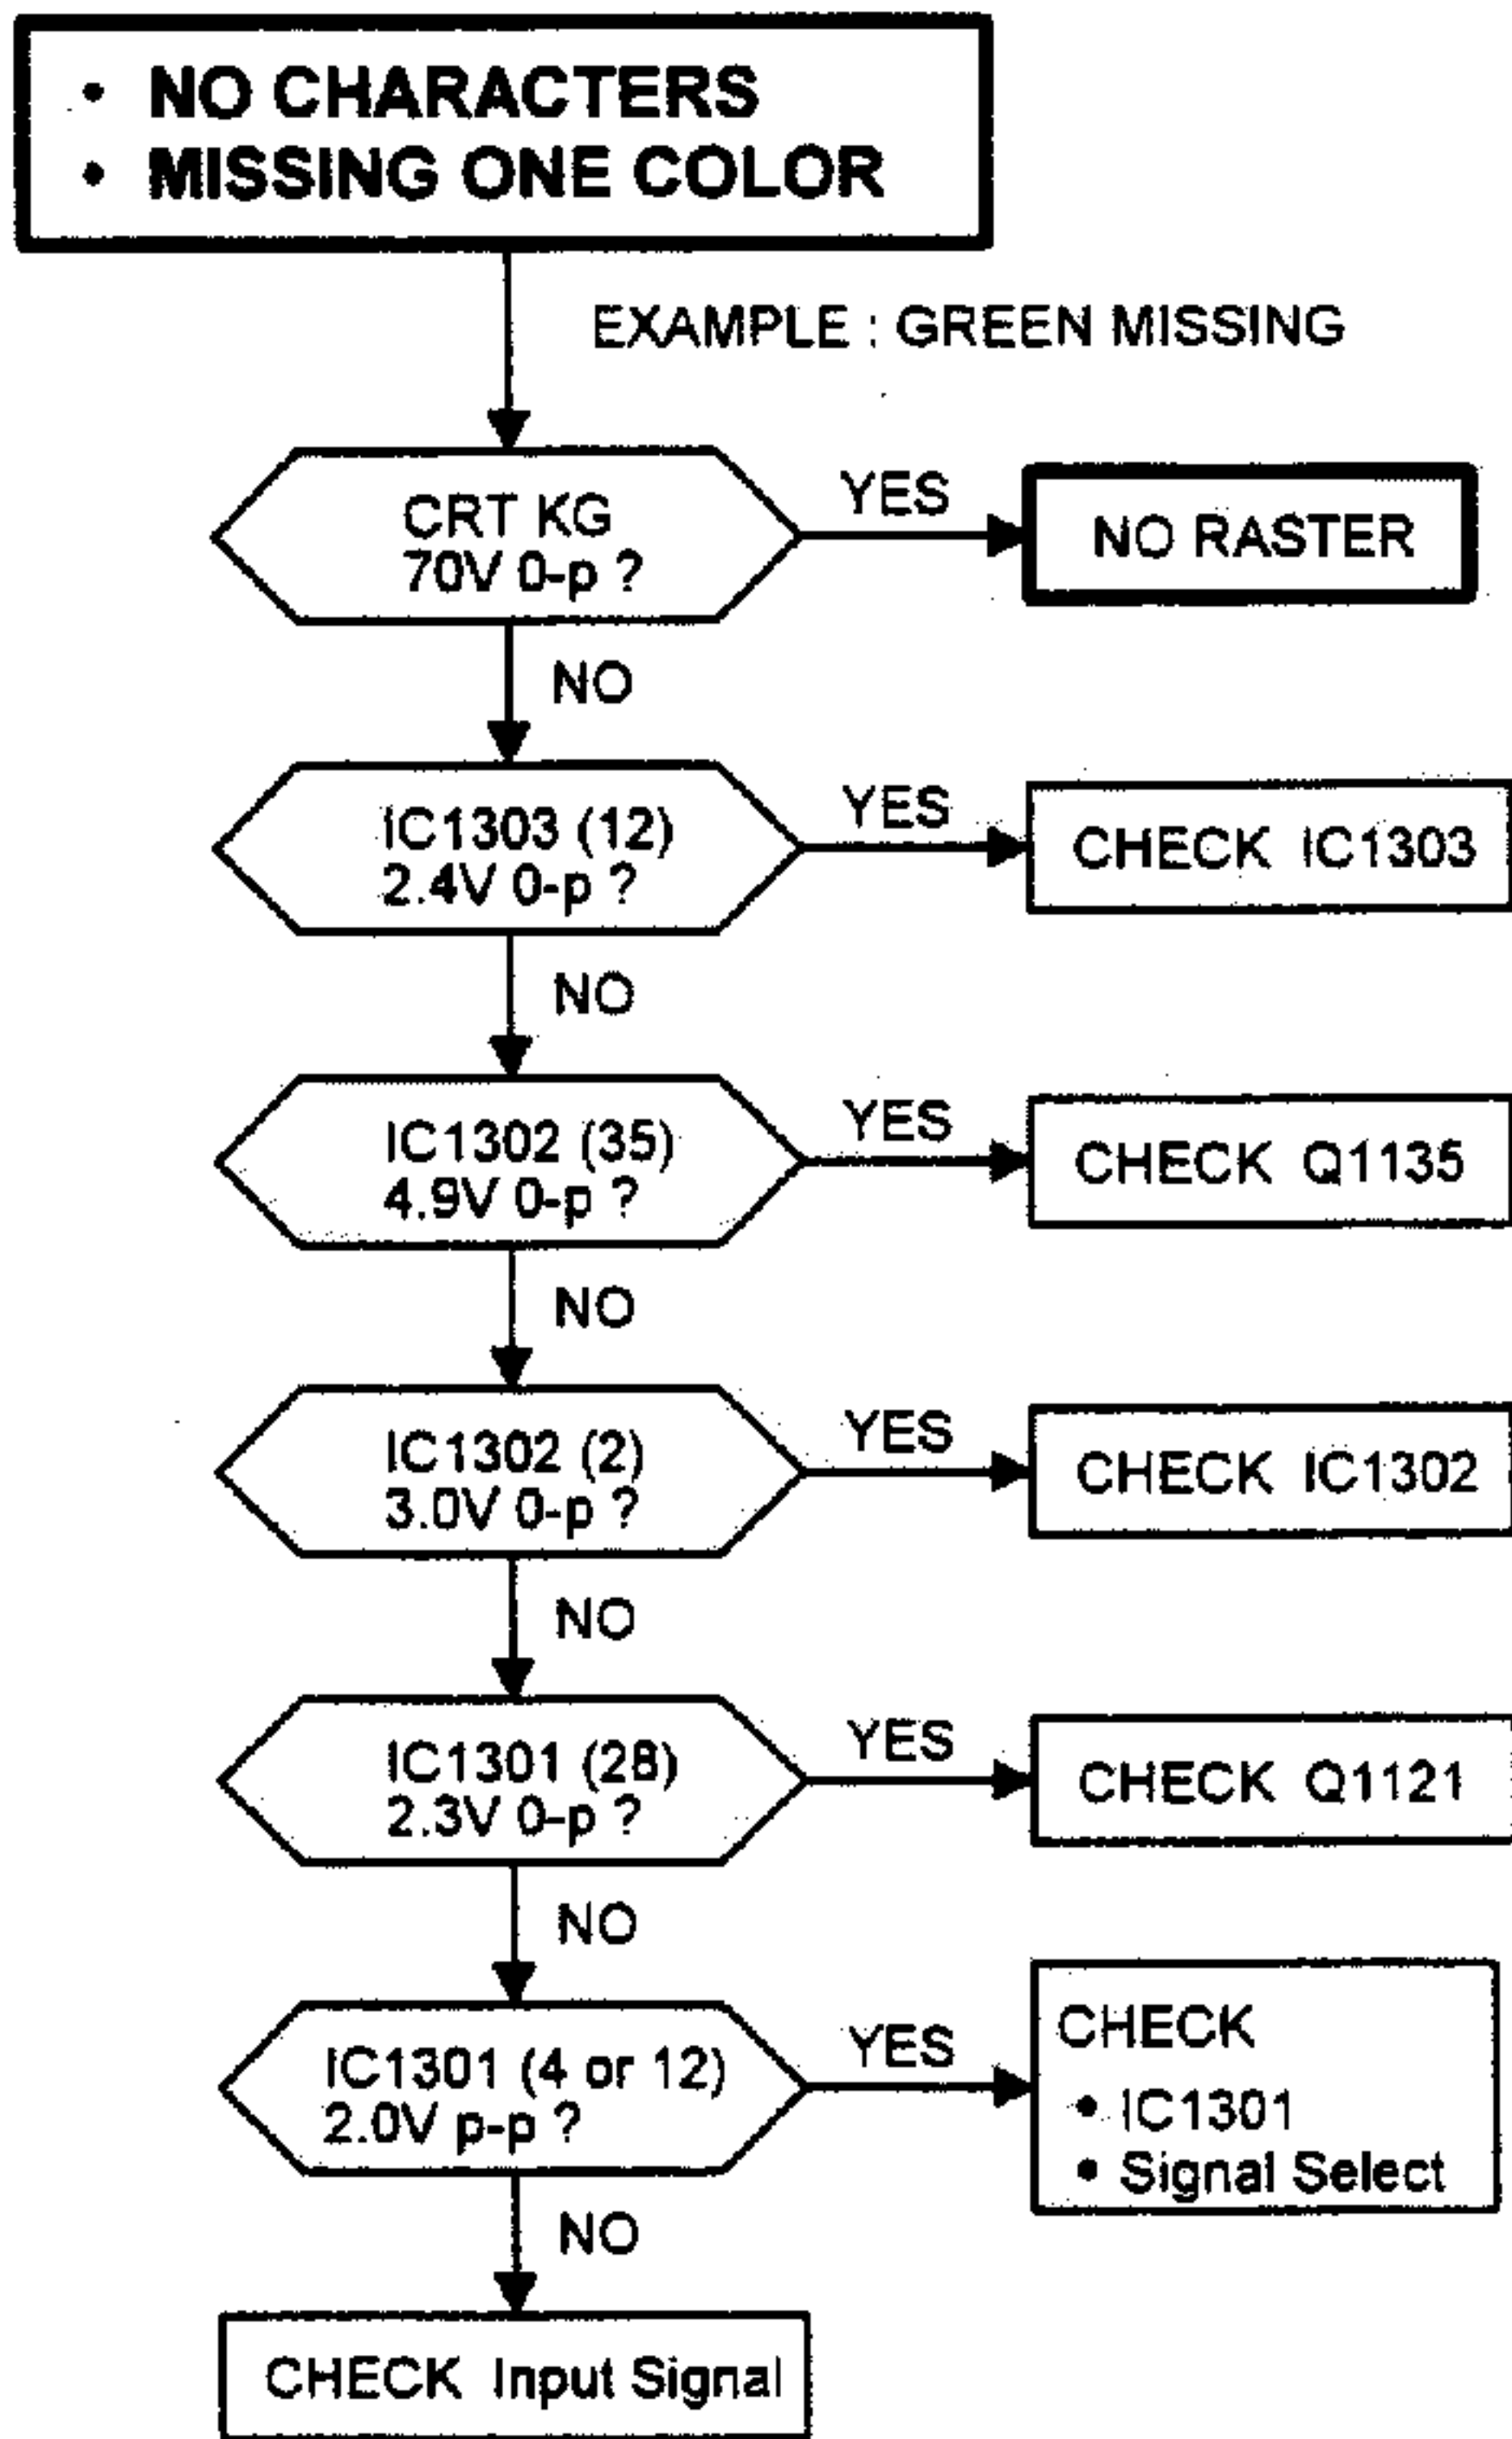 • NO CHARACTERS
• MISSING ONE COLOR
EXAMPLE : GREEN MISSING
CRT KG
70V 0-p ?
YES
NO RASTER
NO
IC1303 (12)
2.4V 0-p ?
YES
CHECK IC1303
NO
IC1302 (35)
4.9V 0-p ?
YES
CHECK Q1135
NO
IC1302 (2)
3.0V 0-p ?
YES
CHECK IC1302
NO
IC1301 (28)
2.3V 0-p ?
YES
CHECK Q1121
NO
IC1301 (4 or 12)
2.0V p-p ?
YES
CHECK
• IC1301
• Signal Select
NO
CHECK Input Signal